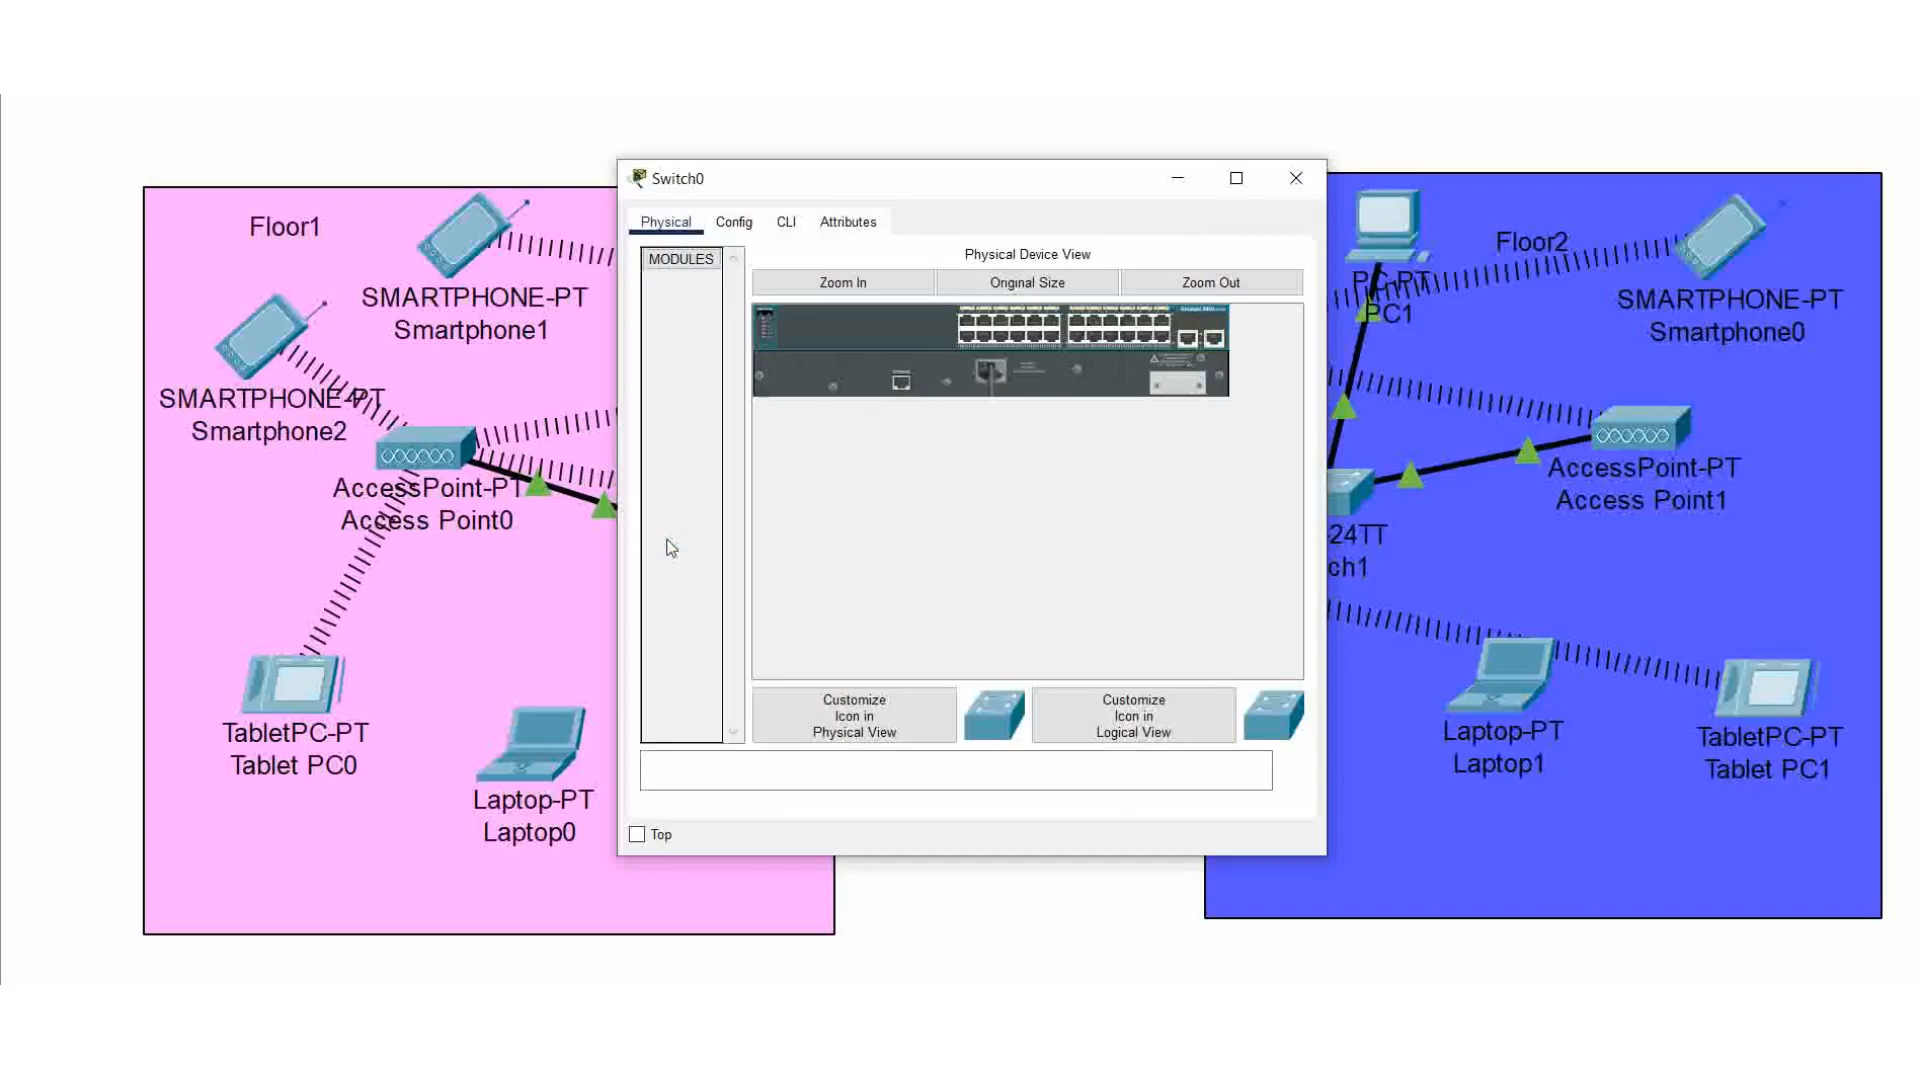 Switch0
Physical
Config
CLI
Attributes
MODULES
Physical Device View
Zoom In
Original Size
Zoom Out
Customize
Icon in
Physical View
Customize
Icon in
Logical View
Top
Floor1
SMARTPHONE-PT
Smartphone1
SMARTPHONE-PT
Smartphone2
AccessPoint-PT
Access Point0
TabletPC-PT
Tablet PC0
Laptop-PT
Laptop0
PC-PT
PC1
Floor2
SMARTPHONE-PT
Smartphone0
AccessPoint-PT
Access Point1
-24TT
ch1
Laptop-PT
Laptop1
TabletPC-PT
Tablet PC1